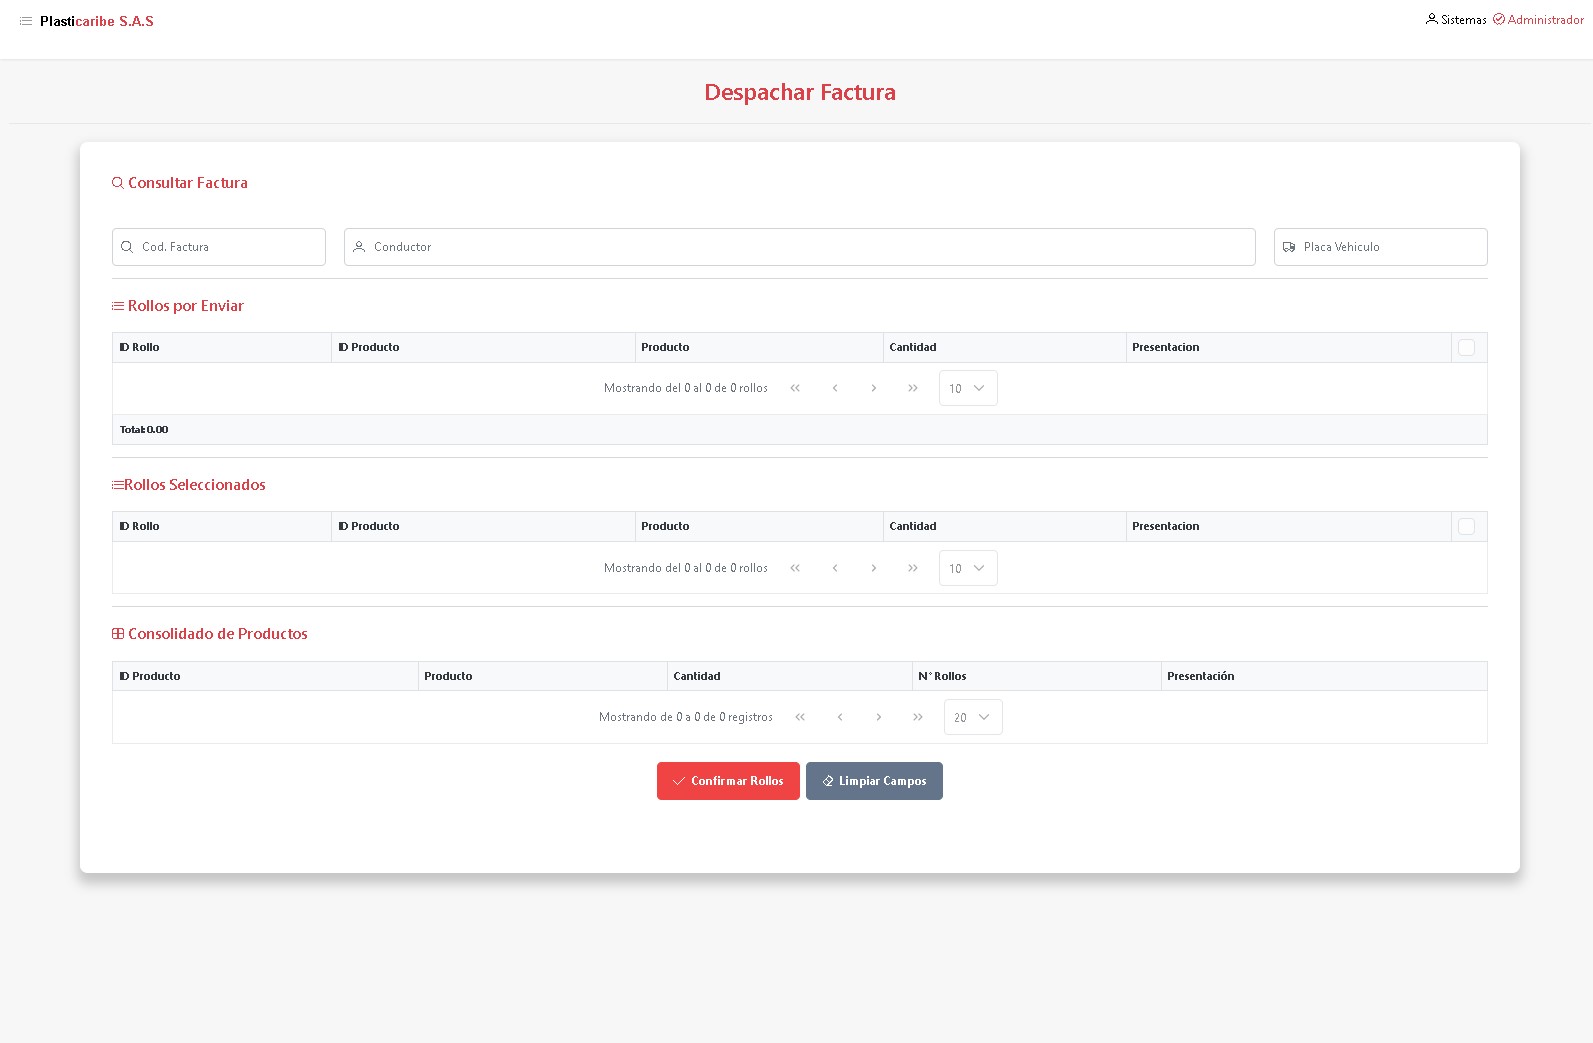 Plasticaribe S.A.S
Sistemas Administrador
Despachar Factura
Consultar Factura
Cod. Factura Conductor Placa Vehiculo
Rollos por Enviar
ID Rollo ID Producto Producto Cantidad Presentacion
Mostrando del 0 al 0 de 0 rollos 10
Total:0.00
Rollos Seleccionados
ID Rollo ID Producto Producto Cantidad Presentacion
Mostrando del 0 al 0 de 0 rollos 10
Consolidado de Productos
ID Producto Producto Cantidad N° Rollos Presentación
Mostrando de 0 a 0 de 0 registros 20
Confirmar Rollos Limpiar Campos